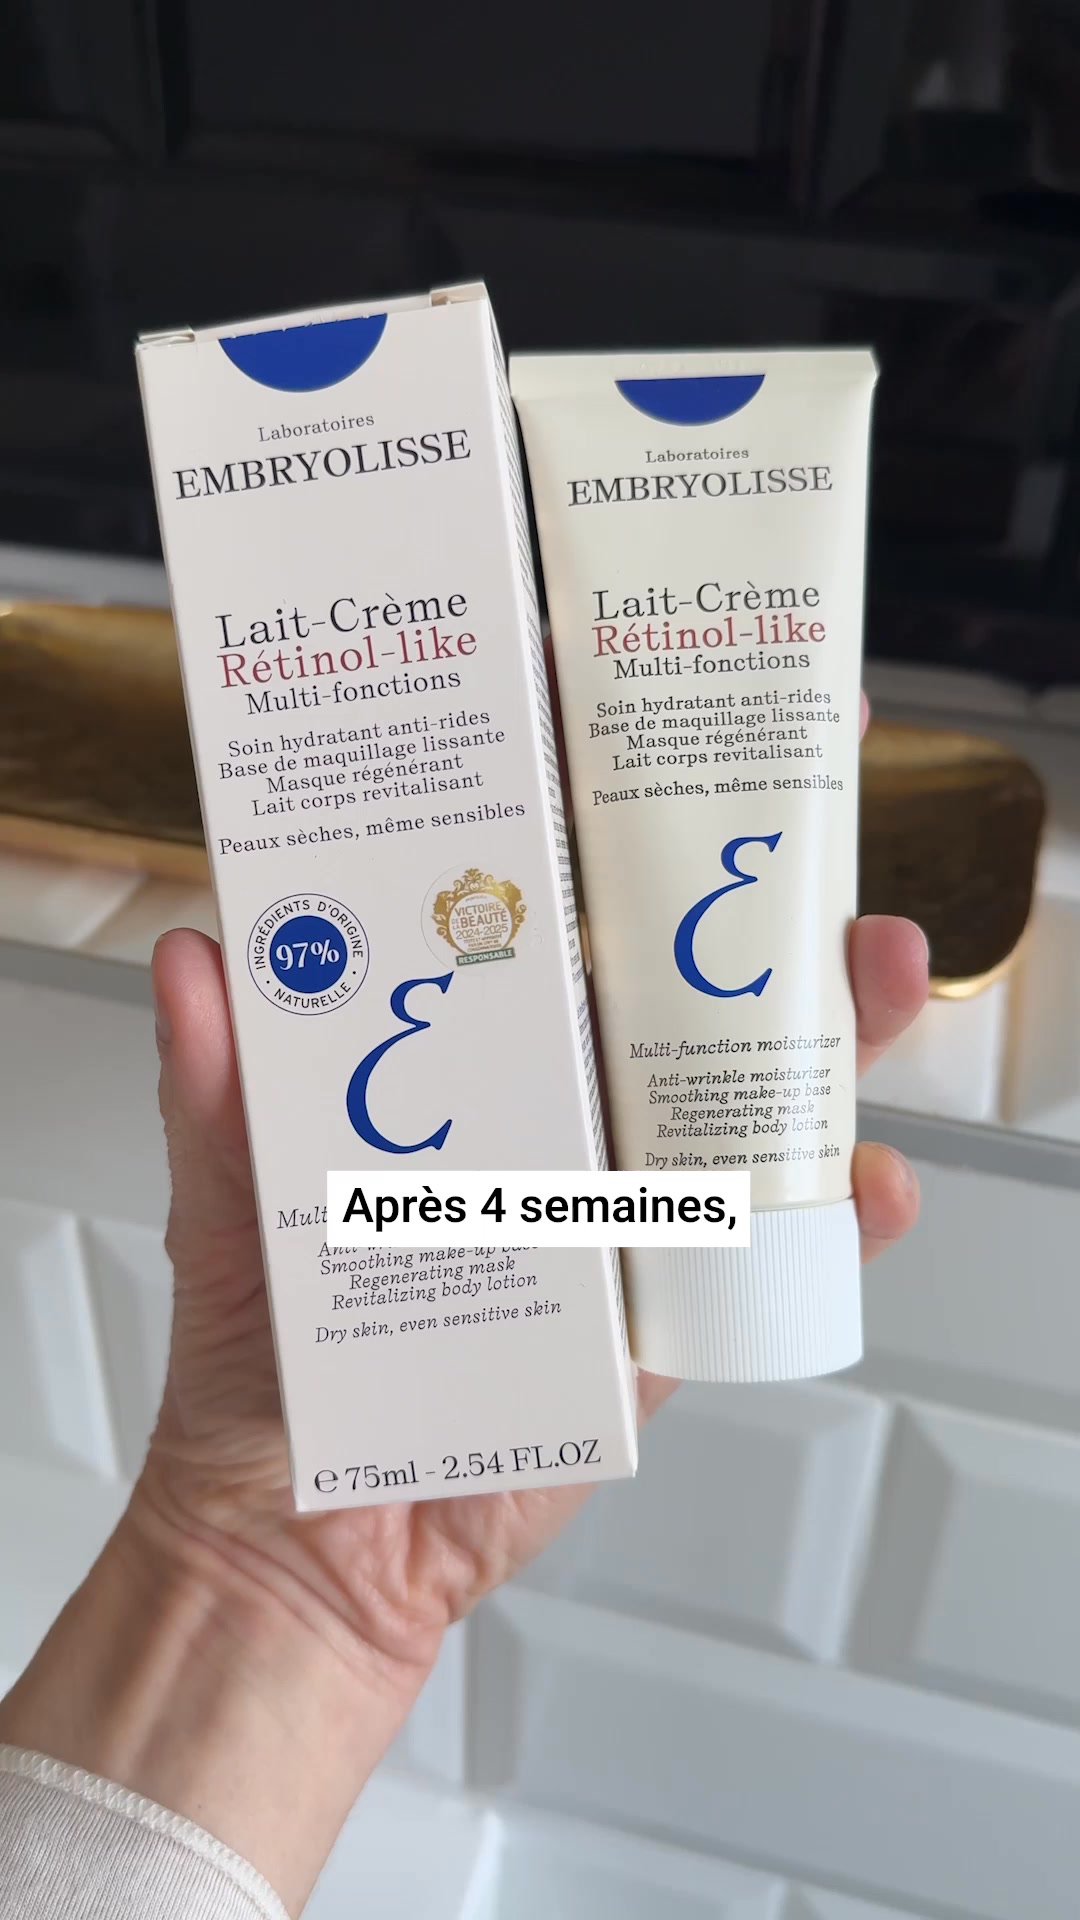 Laboratoires
EMBRYOLISSE
Lait-Crème
Rétinol-like
Multi-fonctions
Soin hydratant anti-rides
Base de maquillage lissante
Masque régénérant
Lait corps revitalisant
Peaux sèches, même sensibles
INGRÉDIENTS D'ORIGINE
97%
NATURELLE
VICTOIRE
DE LA BEAUTÉ
2024-2025
RESPONSABLE
Mult
Smoothing make-up base
Regenerating mask
Revitalizing body lotion
Dry skin, even sensitive skin
℮ 75ml - 2.54 FL.OZ
Laboratoires
EMBRYOLISSE
Lait-Crème
Rétinol-like
Multi-fonctions
Soin hydratant anti-rides
Base de maquillage lissante
Masque régénérant
Lait corps revitalisant
Peaux sèches, même sensibles
Multi-function moisturizer
Anti-wrinkle moisturizer
Smoothing make-up base
Regenerating mask
Revitalizing body lotion
Dry skin, even sensitive skin
Après 4 semaines,